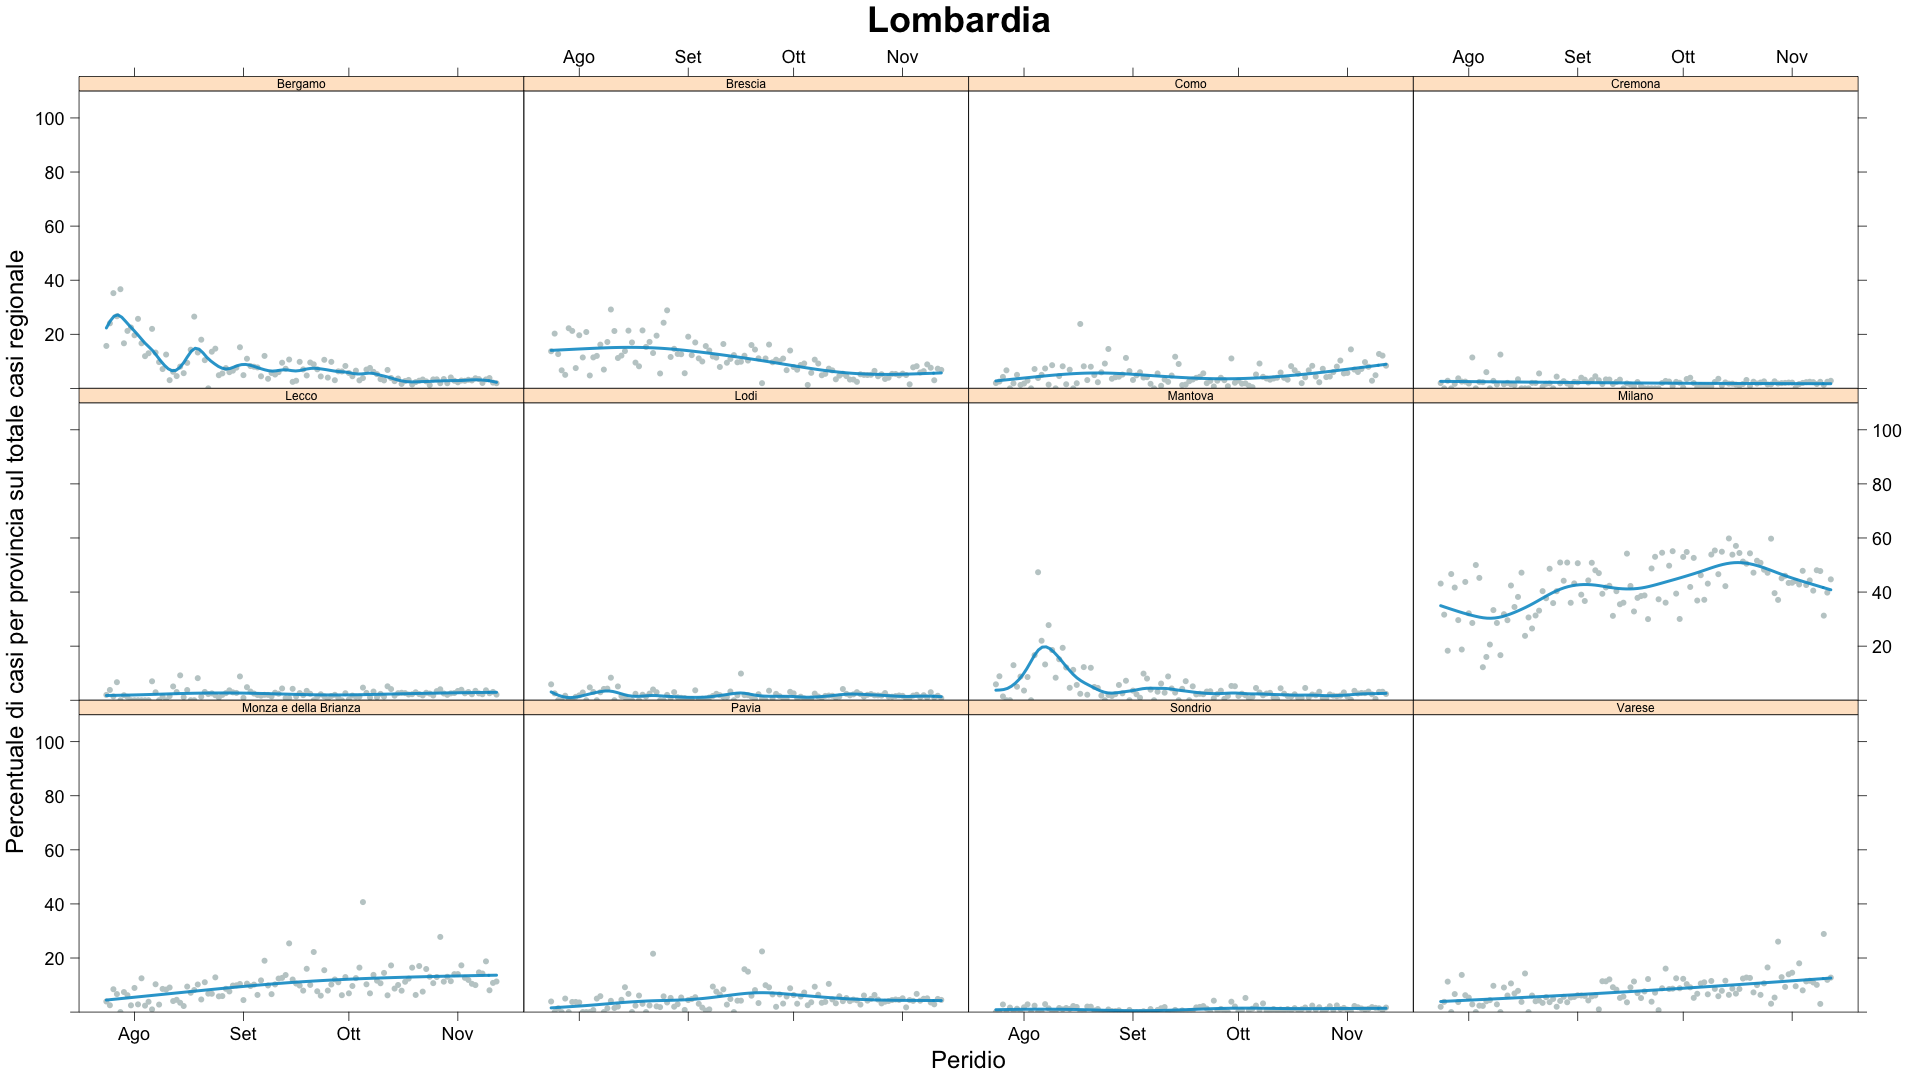 Lombardia
Ago Set Ott Nov Ago Set Ott Nov
Bergamo Brescia Como Cremona
100
80
60
40
20
Lecco Lodi Mantova Milano
100
80
60
40
20
Monza e della Brianza Pavia Sondrio Varese
100
80
60
40
20
Ago Set Ott Nov Ago Set Ott Nov
Peridio
Percentuale di casi per provincia sul totale casi regionale